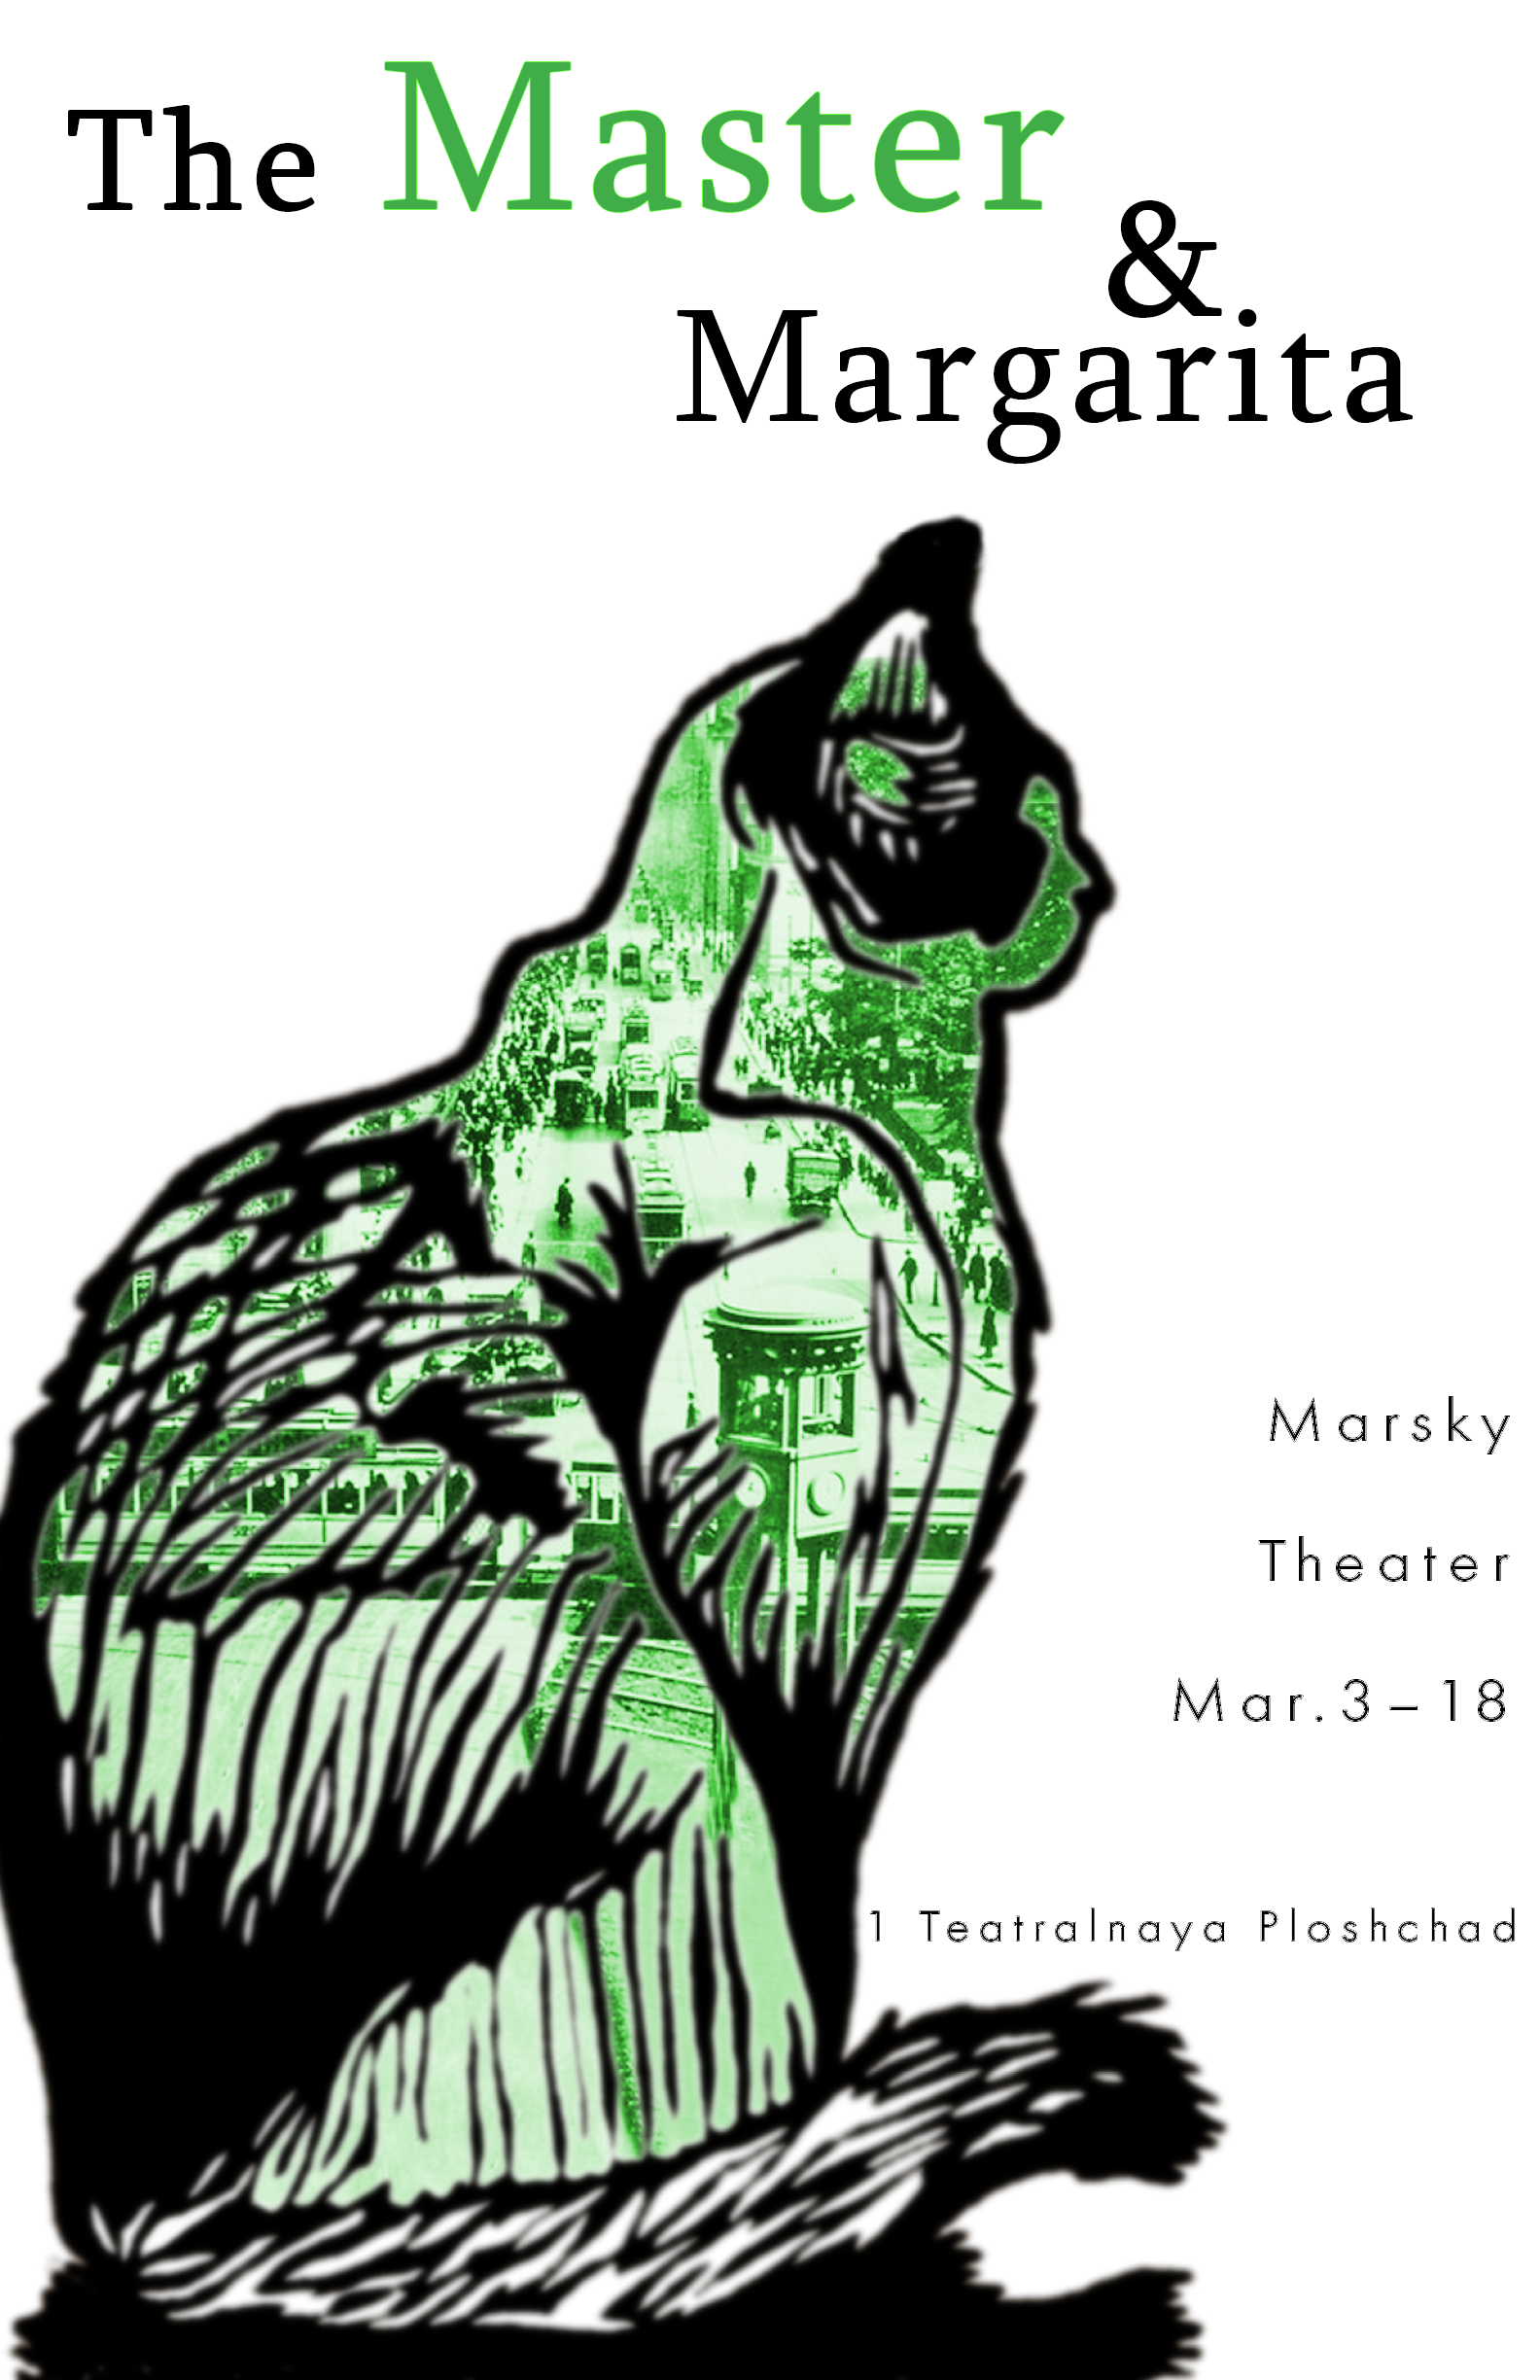 The Master
&
Margarita
Marsky
Theater
Mar. 3 – 18
1 Teatralnaya Ploshchad